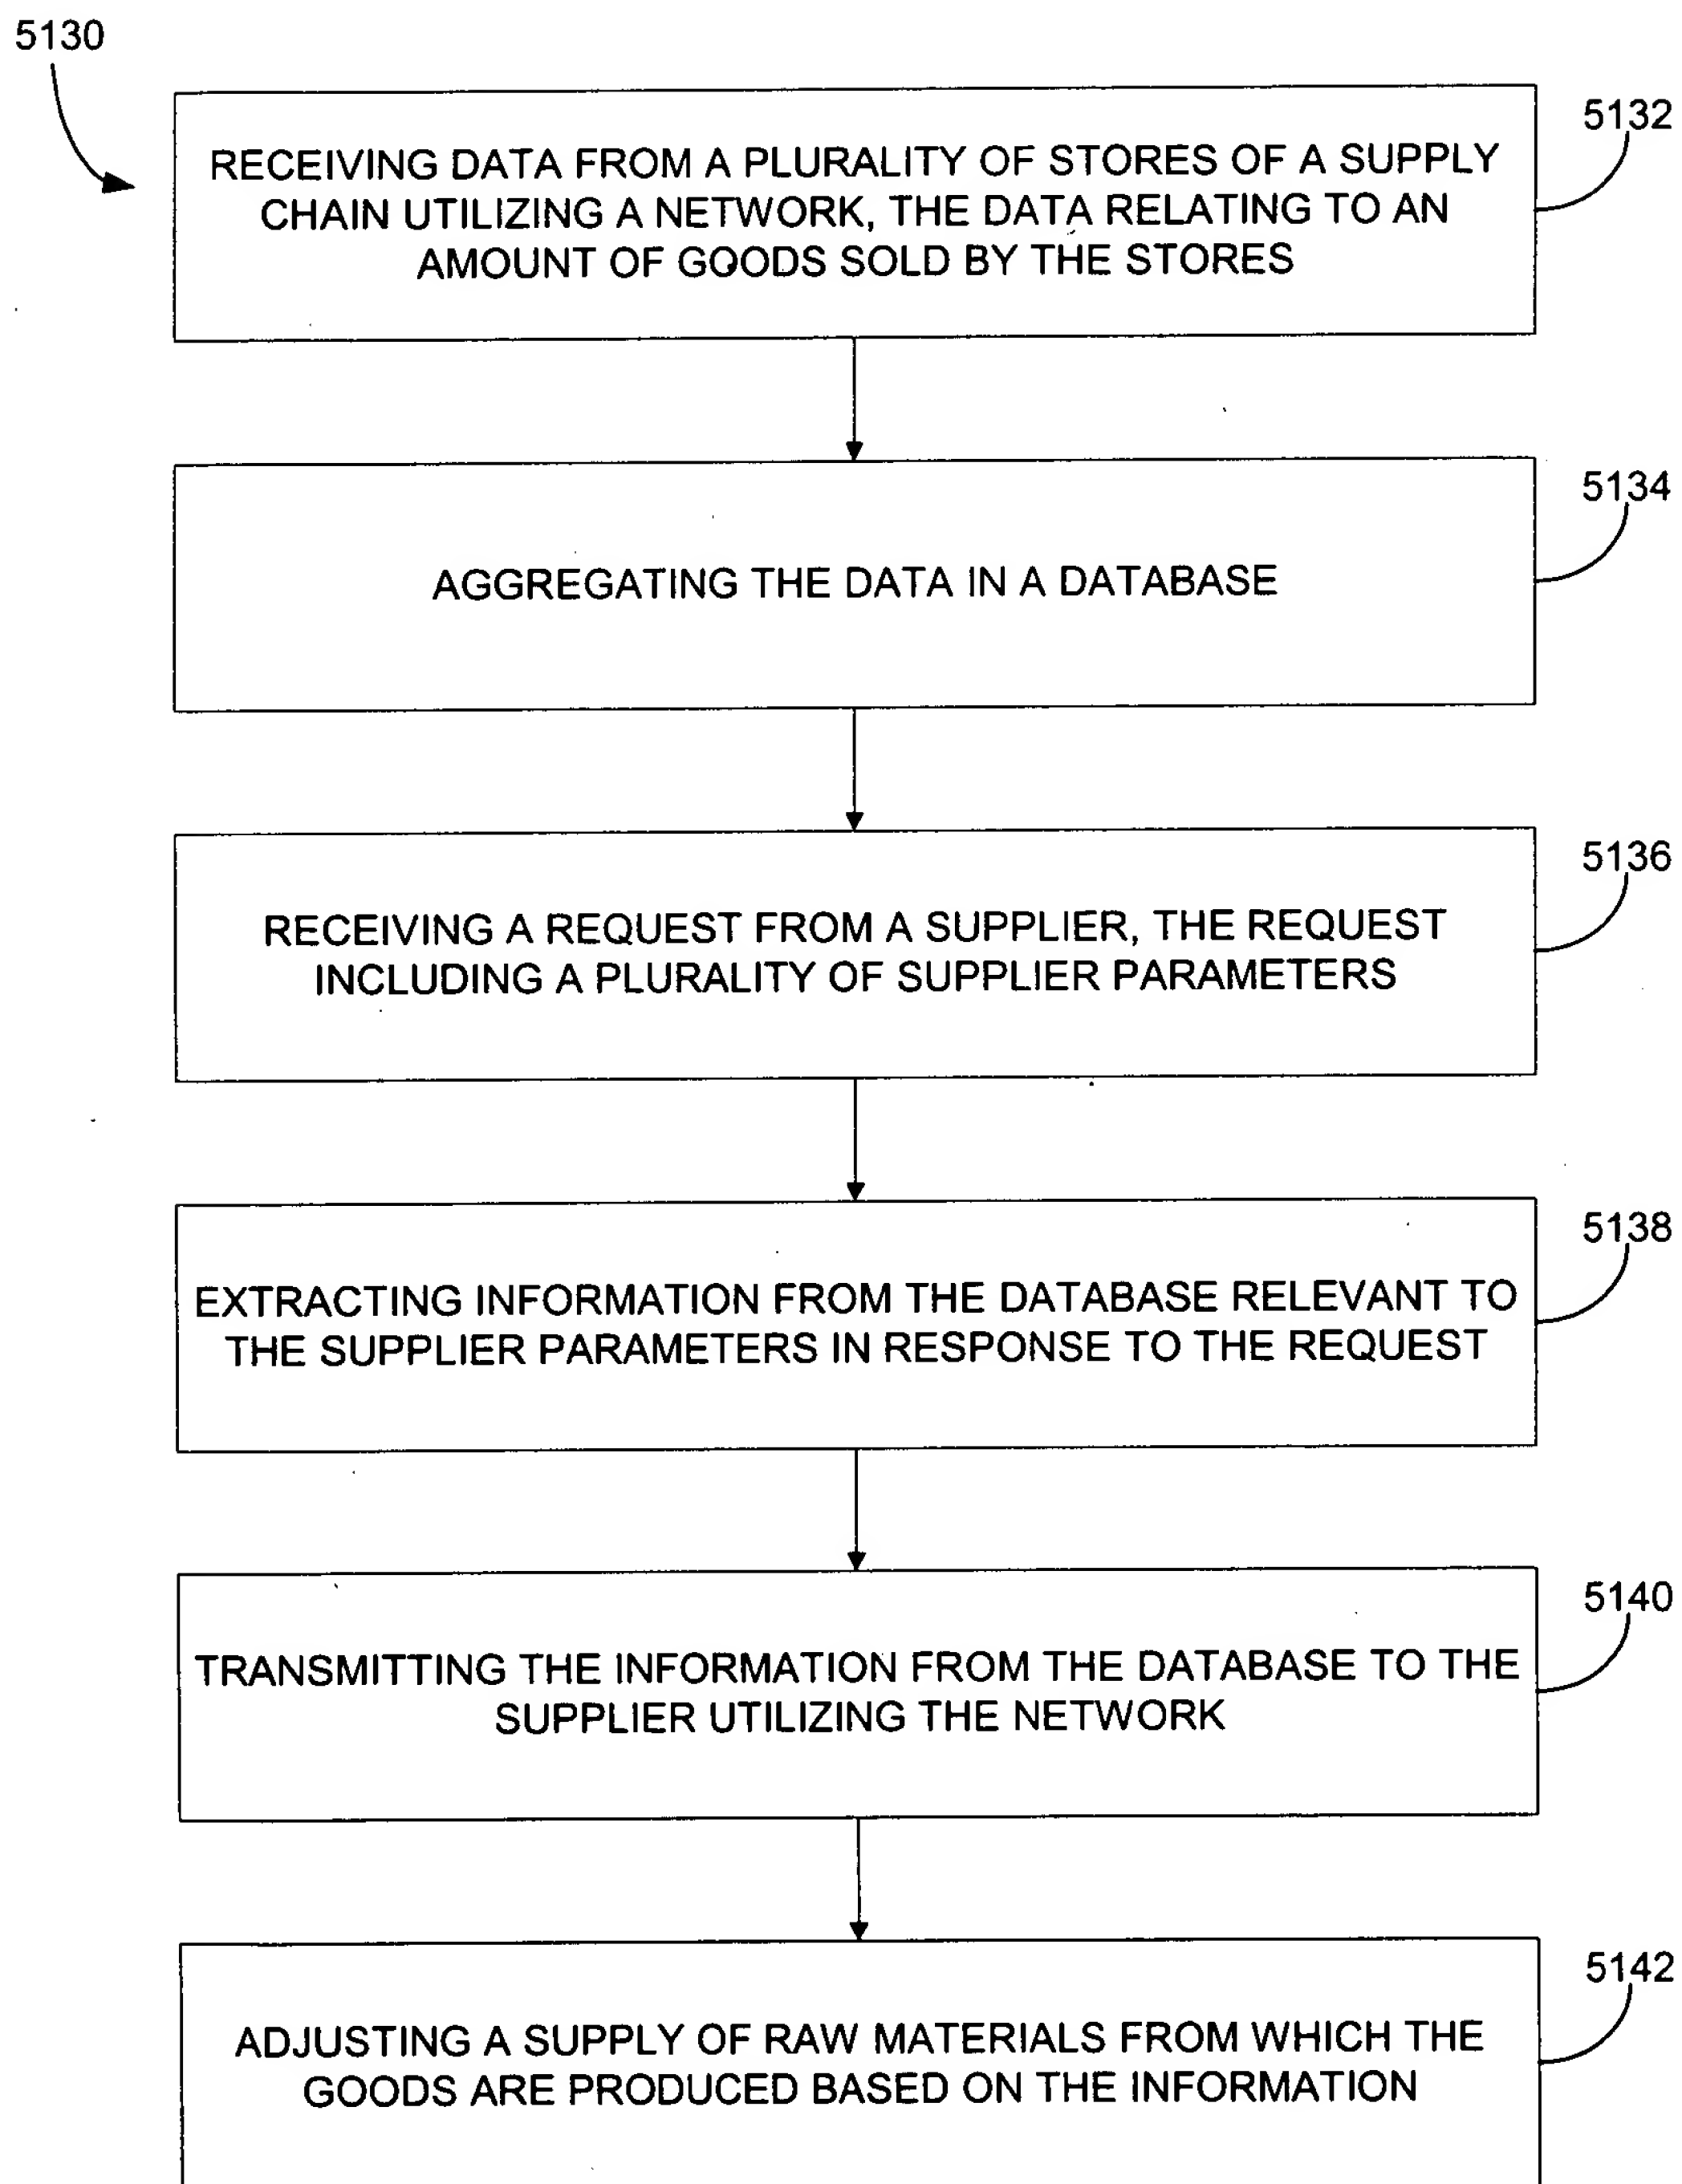 5130
5132
RECEIVING DATA FROM A PLURALITY OF STORES OF A SUPPLY
CHAIN UTILIZING A NETWORK, THE DATA RELATING TO AN
AMOUNT OF GOODS SOLD BY THE STORES
5134
AGGREGATING THE DATA IN A DATABASE
5136
RECEIVING A REQUEST FROM A SUPPLIER, THE REQUEST
INCLUDING A PLURALITY OF SUPPLIER PARAMETERS
5138
EXTRACTING INFORMATION FROM THE DATABASE RELEVANT TO
THE SUPPLIER PARAMETERS IN RESPONSE TO THE REQUEST
5140
TRANSMITTING THE INFORMATION FROM THE DATABASE TO THE
SUPPLIER UTILIZING THE NETWORK
5142
ADJUSTING A SUPPLY OF RAW MATERIALS FROM WHICH THE
GOODS ARE PRODUCED BASED ON THE INFORMATION